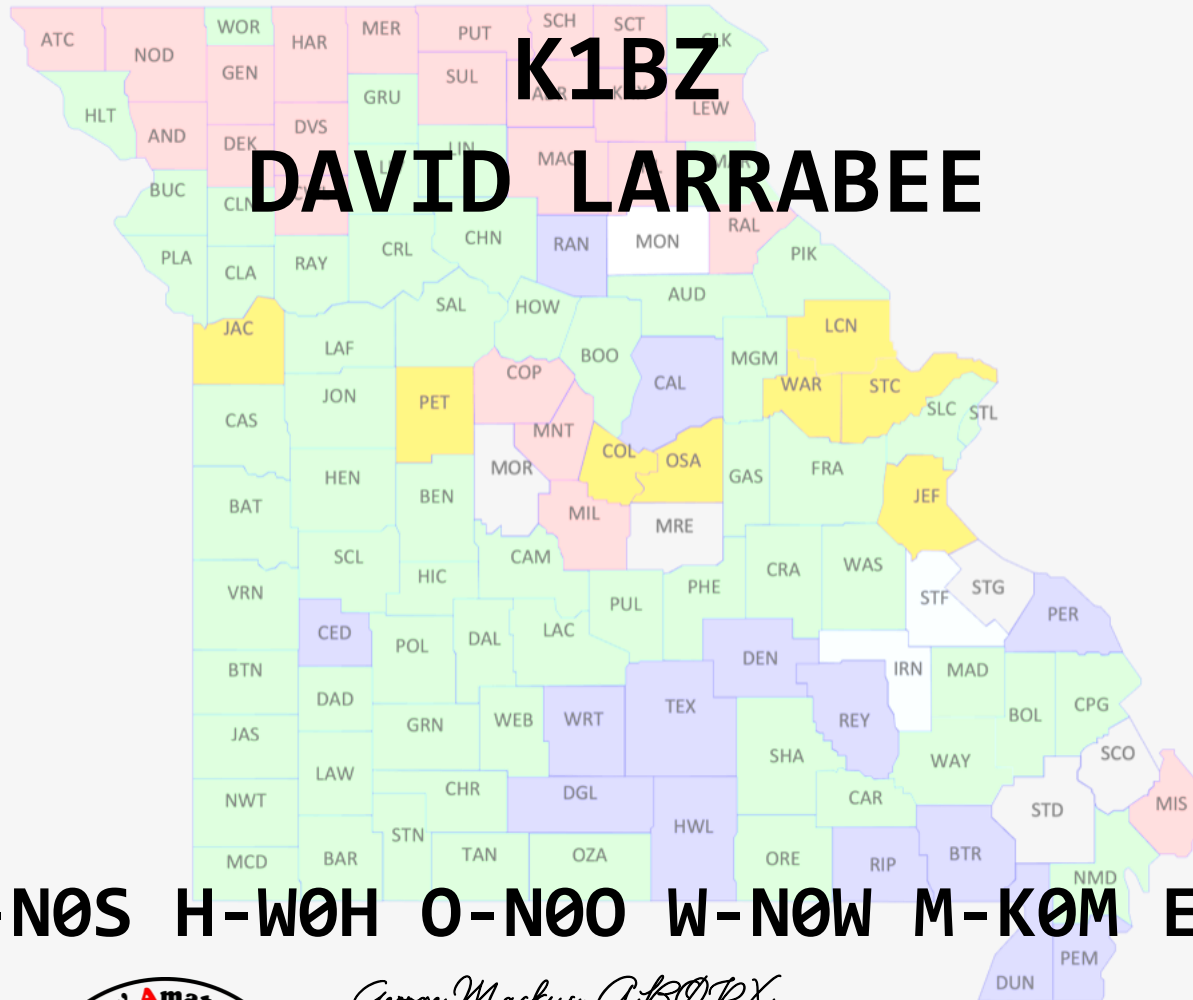 ATC NOD WOR HAR MER PUT SCH SCT CLK
GEN SUL GRU
K1BZ
HLT AND DEK DVS LIN MAC LEW MAR
DAVID LARRABEE
BUC CLN
PLA CLA RAY CRL CHN RAN MON RAL PIK
JAC LAF SAL HOW BOO AUD LCN
CAS JON PET COP CAL MGM WAR STC SLC STL
MNT COL OSA
BAT HEN BEN MOR MIL MRE GAS FRA JEF
VRN SCL HIC CAM PUL PHE CRA WAS STF STG PER
CED POL DAL LAC DEN IRN MAD
BTN DAD GRN WEB WRT TEX REY BOL CPG
JAS LAW CHR DGL SHA WAY SCO
NWT STN HWL CAR STD MIS
MCD BAR TAN OZA ORE RIP BTR NMD
-N0S H-W0H O-N0O W-N0W M-K0M E
DUN PEM